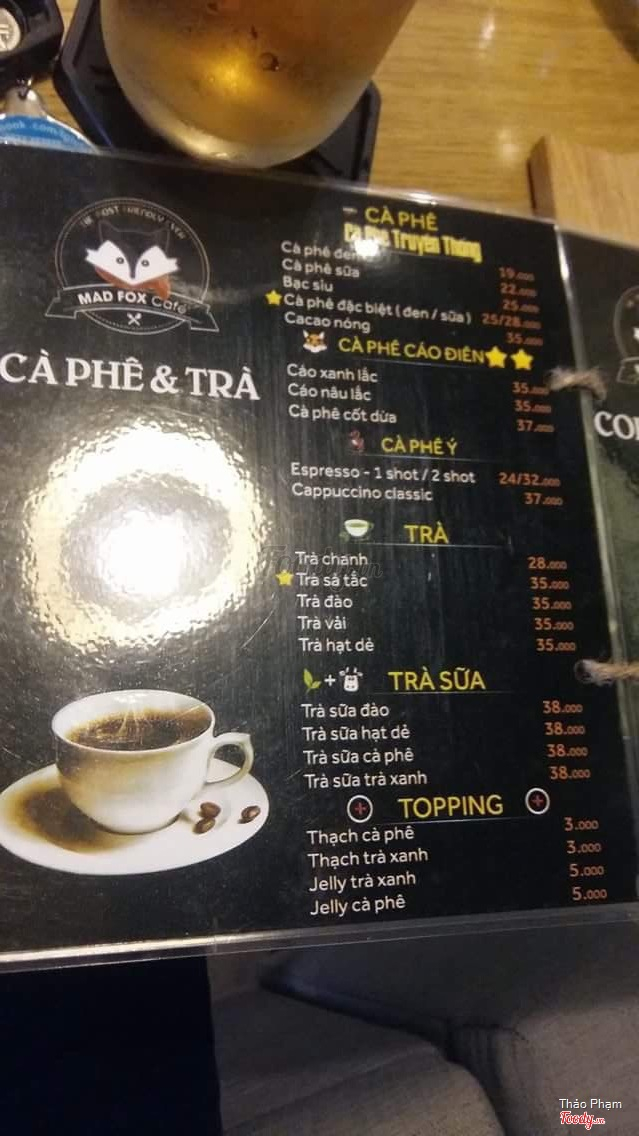 THE MOST FRIENDLY
MAD FOX Café
CÀ PHÊ & TRÀ
CÀ PHÊ
Cà Phê Truyền Thống
Cà phê đen 19.000
Cà phê sữa 22.000
Bạc sỉu 25.000
Cà phê đặc biệt ( đen / sữa ) 25/28.000
Cacao nóng 35.000
CÀ PHÊ CÁO ĐIÊN
Cáo xanh lắc 35.000
Cáo nâu lắc 35.000
Cà phê cốt dừa 37.000
CÀ PHÊ Ý
Espresso - 1 shot / 2 shot 24/32.000
Cappuccino classic 37.000
TRÀ
Trà chanh 28.000
Trà sả tắc 35.000
Trà đào 35.000
Trà vải 35.000
Trà hạt dẻ 35.000
+ TRÀ SỮA
Trà sữa đào 38.000
Trà sữa hạt dẻ 38.000
Trà sữa cà phê 38.000
Trà sữa trà xanh 38.000
+ TOPPING +
Thạch cà phê 3.000
Thạch trà xanh 3.000
Jelly trà xanh 5.000
Jelly cà phê 5.000
Thảo Phạm
Foody.vn